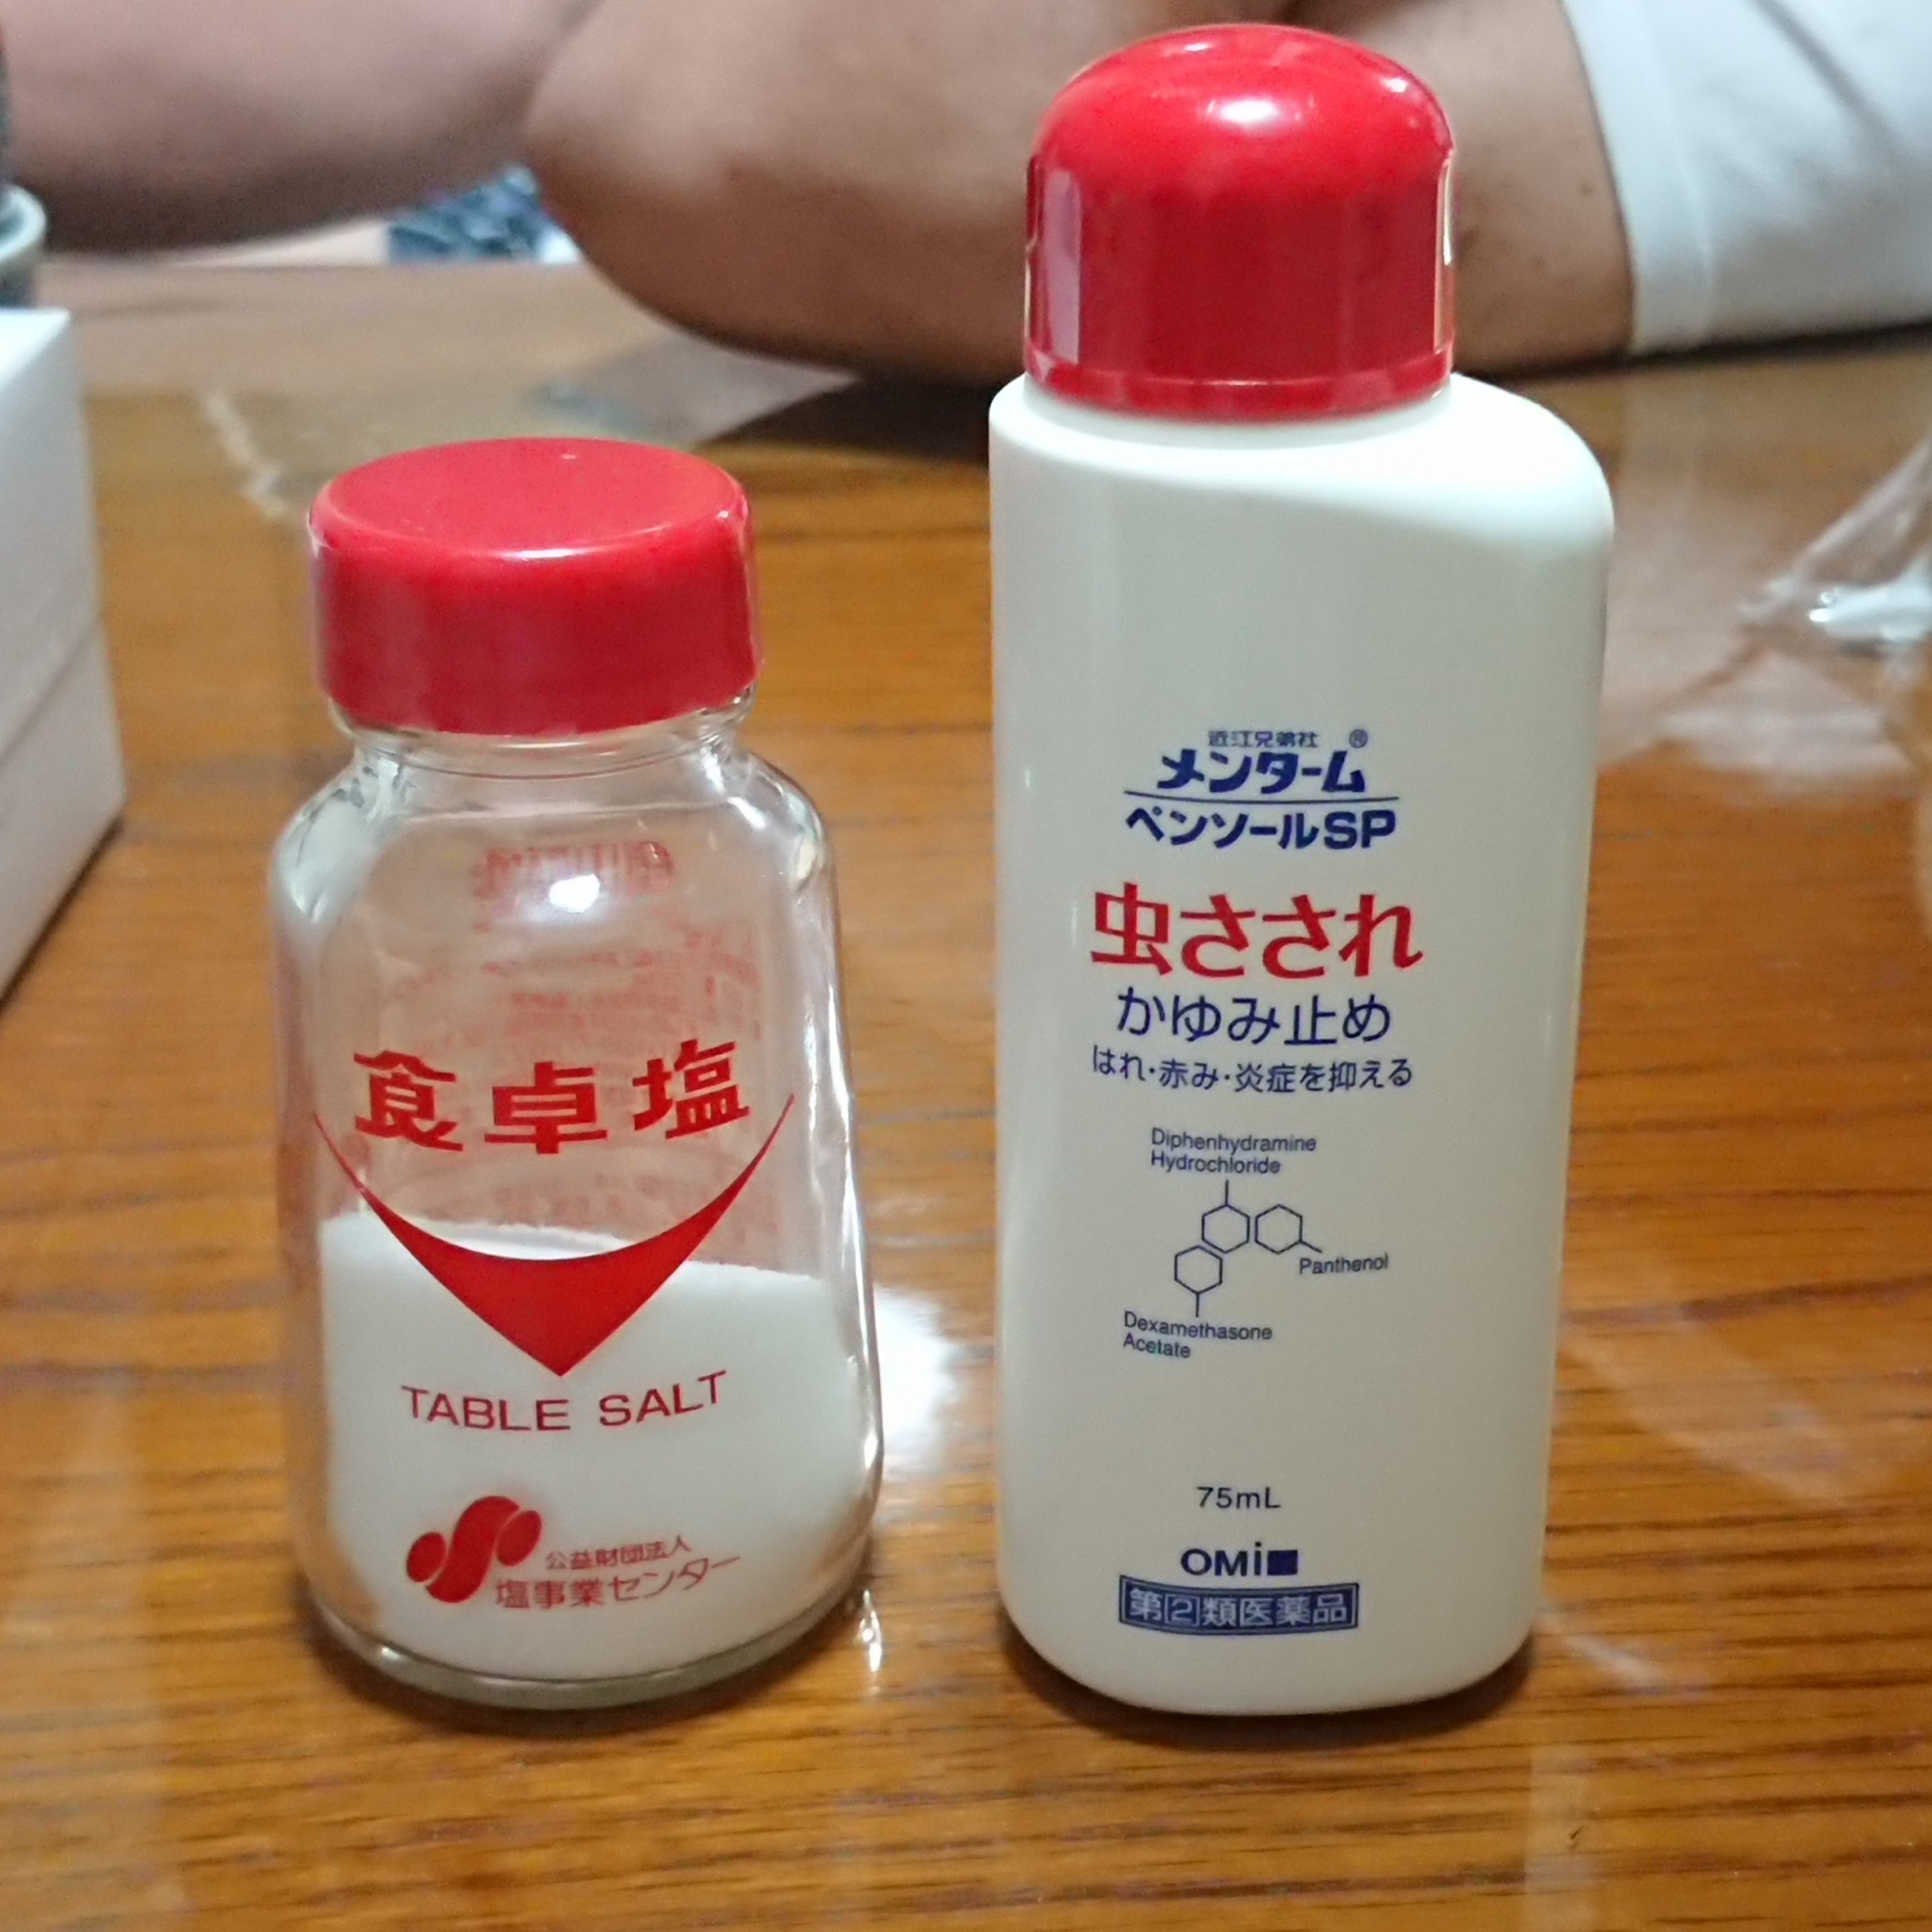 食卓塩
TABLE SALT
公益財団法人
塩事業センター
近江兄弟社
メンターム®
ペンソールSP
虫さされ
かゆみ止め
はれ・赤み・炎症を抑える
Diphenhydramine
Hydrochloride
Panthenol
Dexamethasone
Acetate
75mL
OMi
第②類医薬品